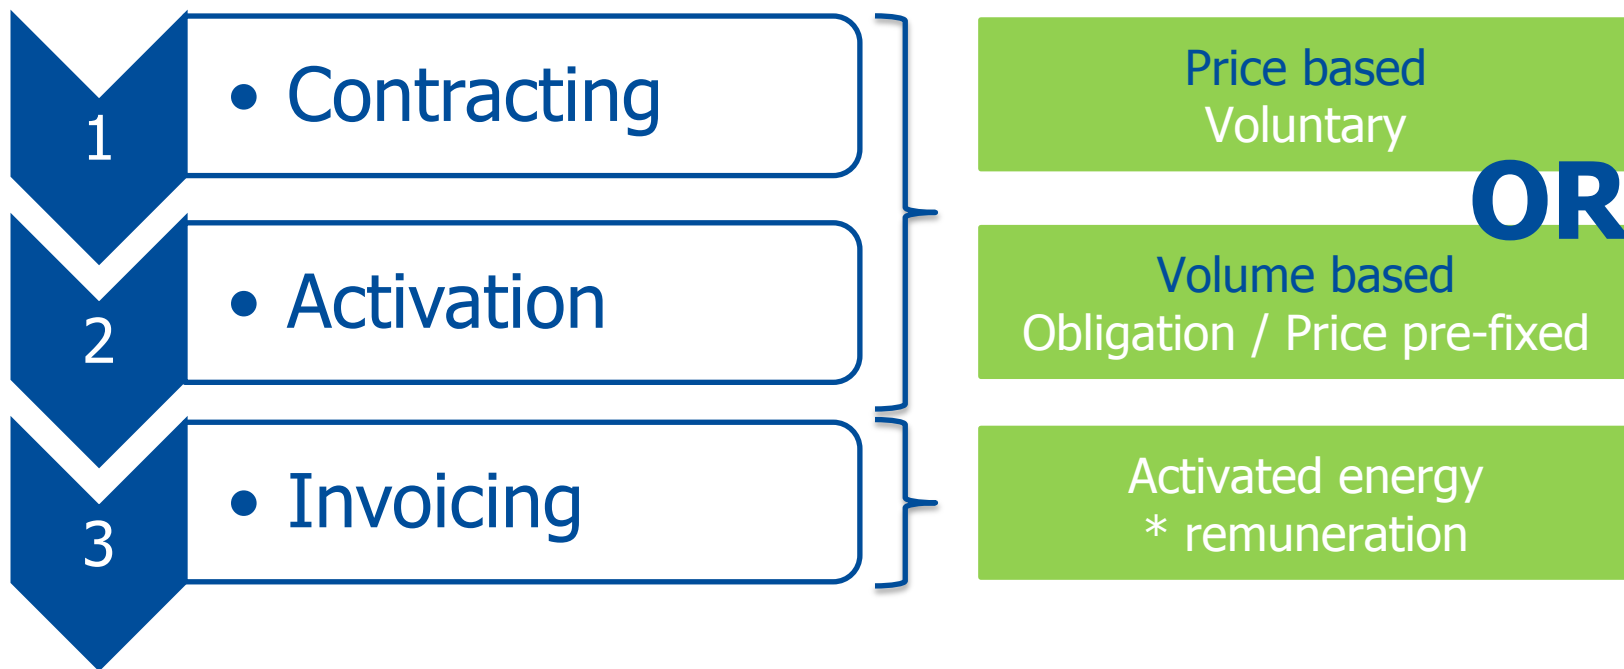 1
• Contracting
2
• Activation
3
• Invoicing
Price based
Voluntary
OR
Volume based
Obligation / Price pre-fixed
Activated energy
* remuneration